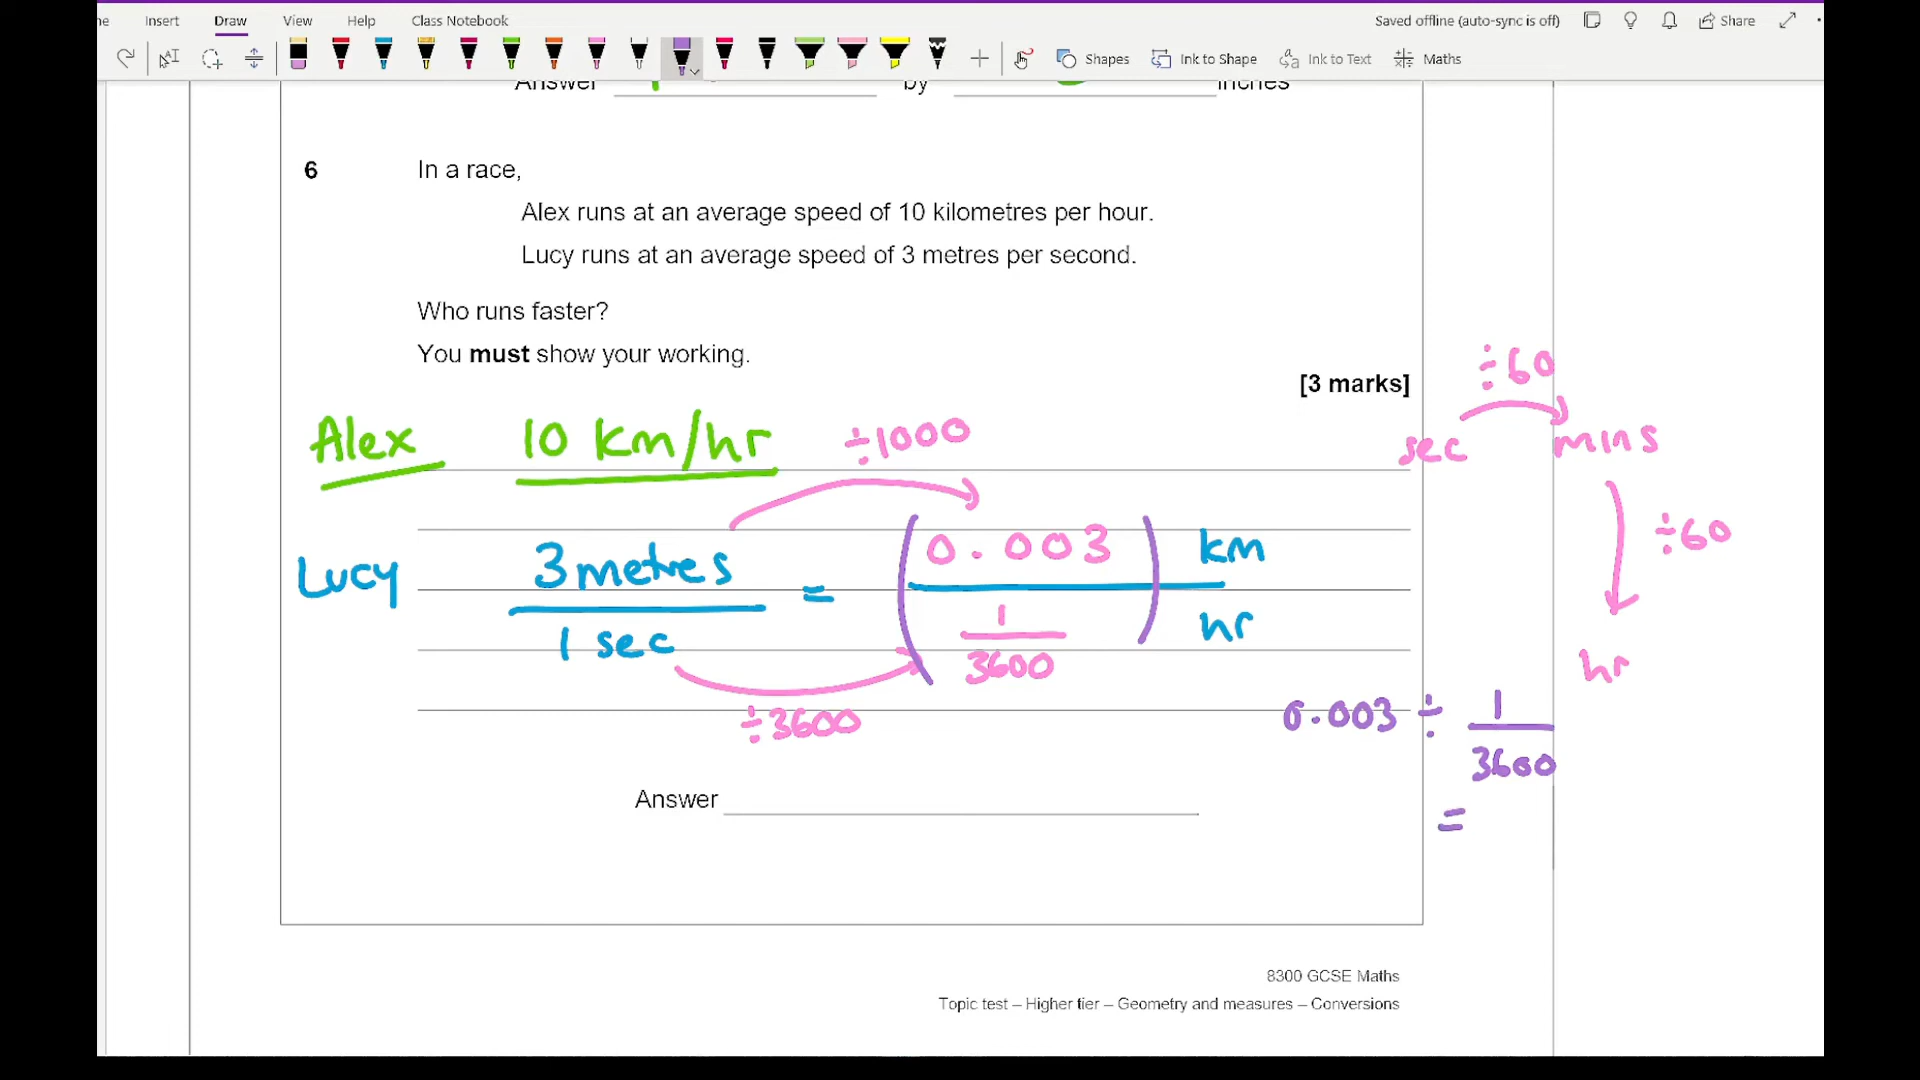 Insert Draw View Help Class Notebook Saved offline (auto-sync is off) Share
Shapes Ink to Shape Ink to Text Maths
Answer by inches
6 In a race,
Alex runs at an average speed of 10 kilometres per hour.
Lucy runs at an average speed of 3 metres per second.
Who runs faster?
You must show your working.
[3 marks]
÷60
Alex 10 km/hr ÷1000 sec mins
÷60
Lucy 3 metres = ( 0.003 ) km
1 sec 1/3600 hr
hr
÷3600
0.003 ÷ 1/3600
=
Answer
8300 GCSE Maths
Topic test – Higher tier – Geometry and measures – Conversions